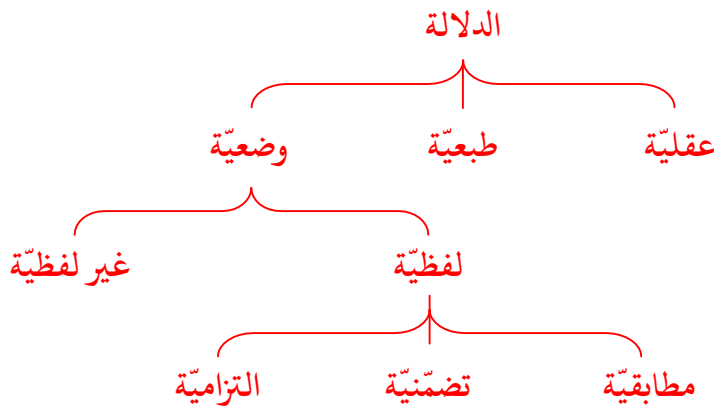 الدلالة
عقليّة طبعيّة وضعيّة
لفظيّة غير لفظيّة
مطابقيّة تضمّنيّة التزاميّة